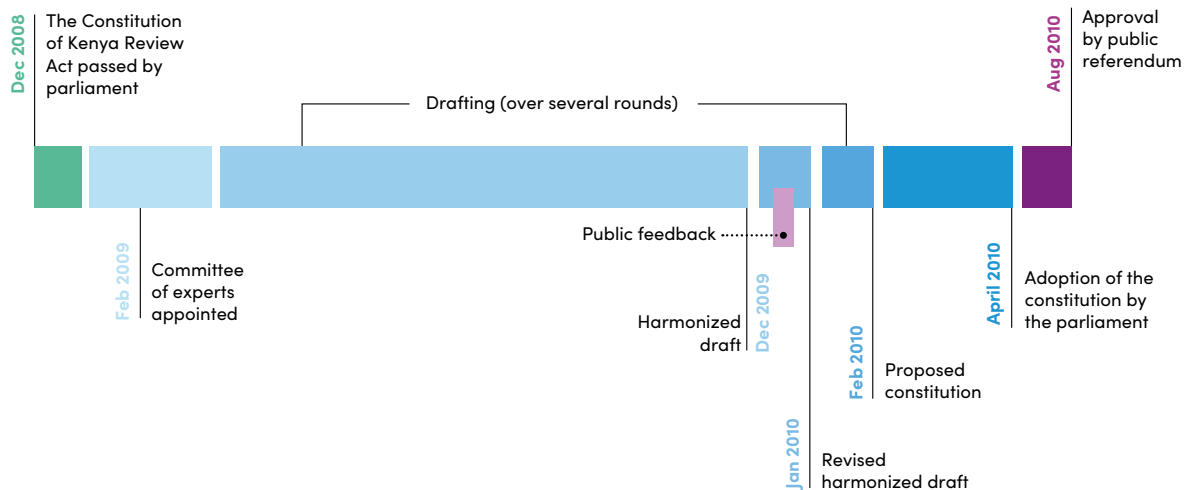 Dec 2008
The Constitution
of Kenya Review
Act passed by
parliament
Drafting (over several rounds)
Aug 2010
Approval
by public
referendum
Public feedback
Feb 2009
Committee
of experts
appointed
Harmonized
draft
Dec 2009
April 2010
Adoption of the
constitution by
the parliament
Feb 2010
Proposed
constitution
Jan 2010
Revised
harmonized draft